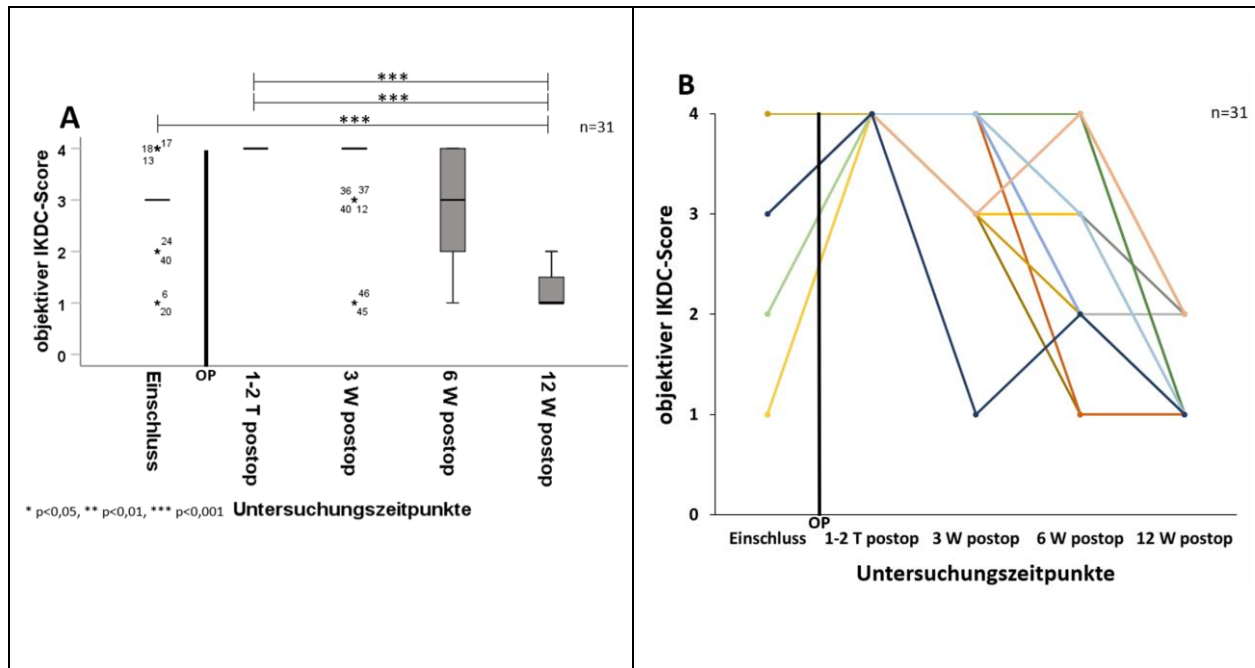 A
***
***
***
n=31
objektiver IKDC-Score
4
3
2
1
0
18 * 17
13
24
*
40
6
*
20
36 37
*
40 12
46
*
45
Einschluss
OP
1-2 T postop
3 W postop
6 W postop
12 W postop
* p<0,05, ** p<0,01, *** p<0,001 Untersuchungszeitpunkte
B
n=31
objektiver IKDC-Score
4
3
2
1
0
OP
Einschluss 1-2 T postop 3 W postop 6 W postop 12 W postop
Untersuchungszeitpunkte